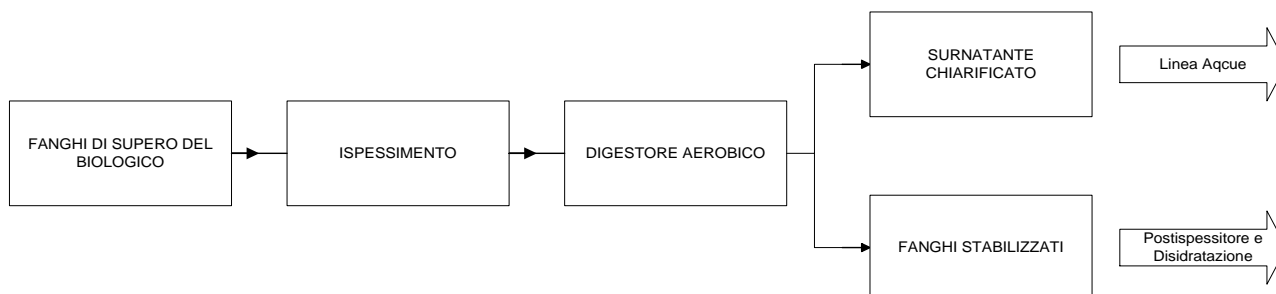 FANGHI DI SUPERO DEL
BIOLOGICO
ISPESSIMENTO
DIGESTORE AEROBICO
SURNATANTE
CHIARIFICATO
Linea Aqcue
FANGHI STABILIZZATI
Postispessitore e
Disidratazione